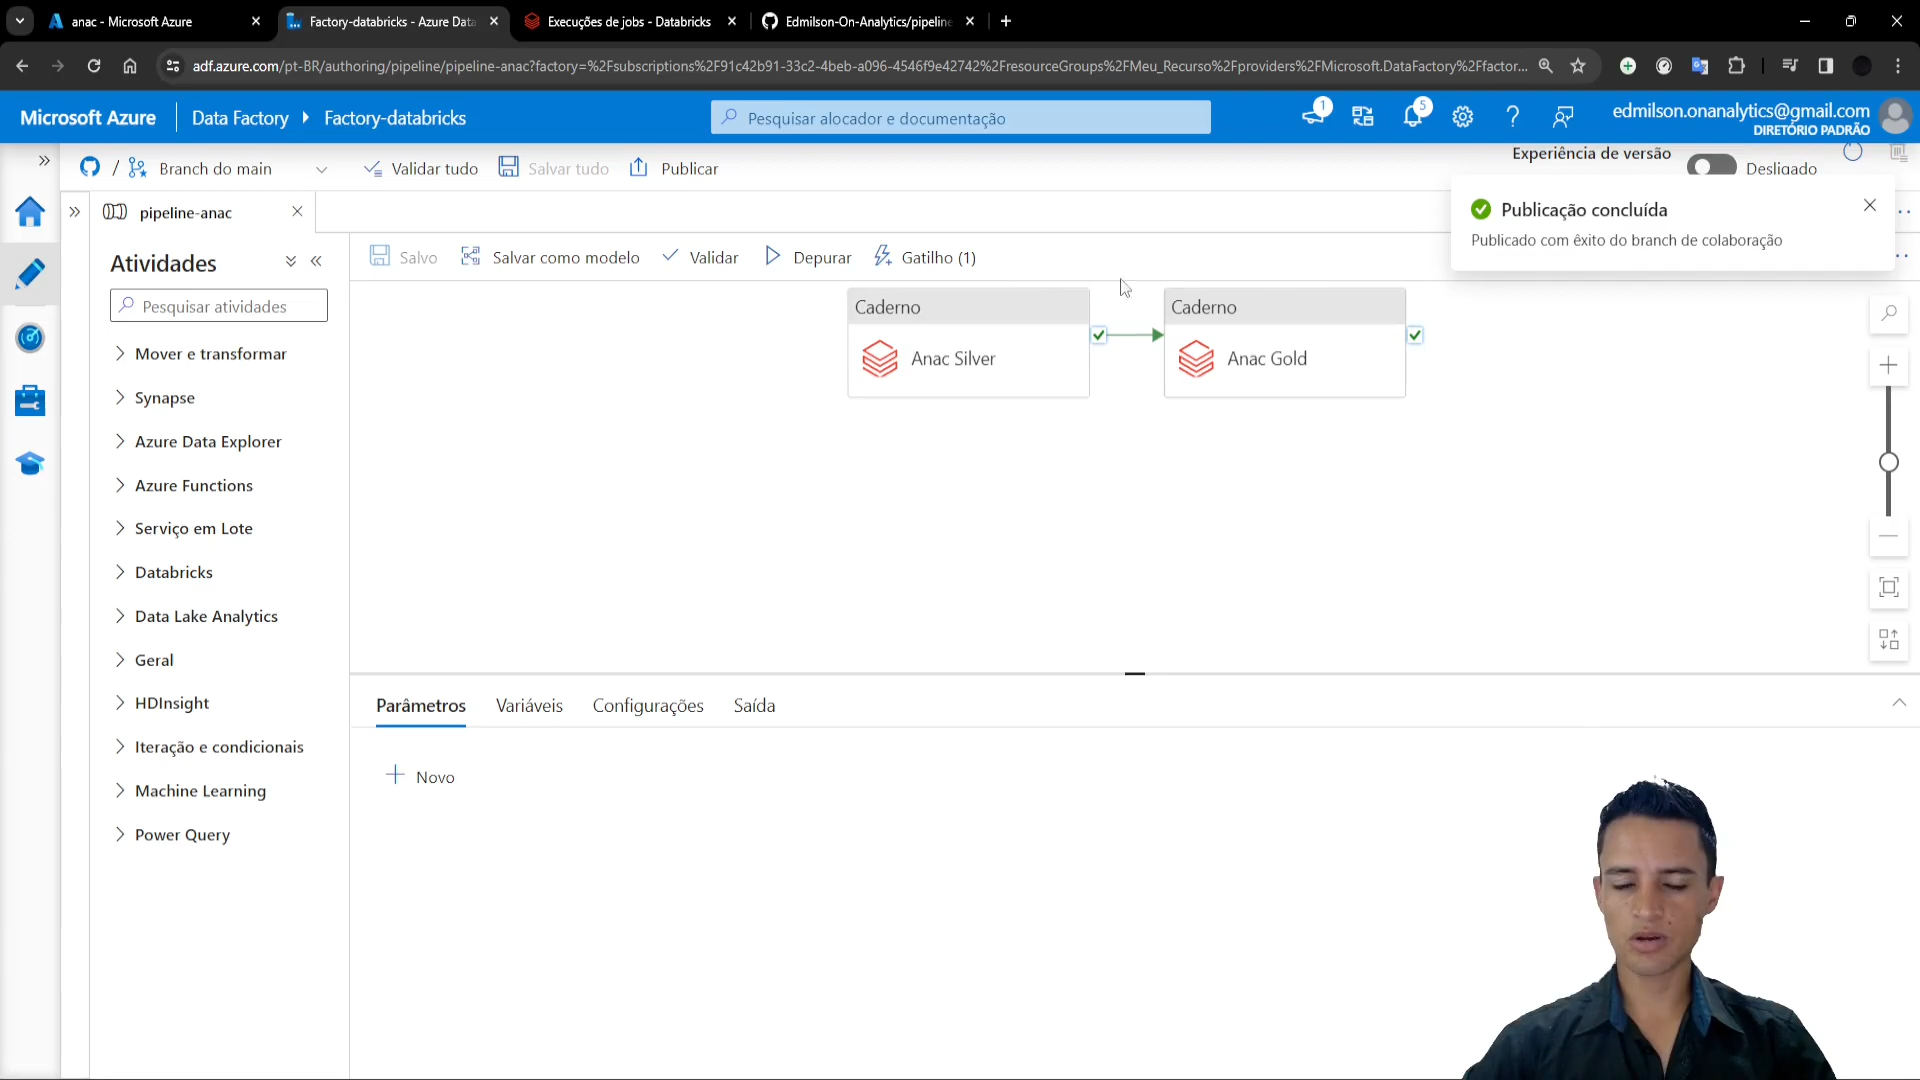 anac - Microsoft Azure
Factory-databricks - Azure Data
Execuções de jobs - Databricks
Edmilson-On-Analytics/pipeline
adf.azure.com/pt-BR/authoring/pipeline/pipeline-anac?factory=%2Fsubscriptions%2F91c42b91-33c2-4beb-a096-4546f9e42742%2FresourceGroups%2FMeu_Recurso%2Fproviders%2FMicrosoft.DataFactory%2Ffactor...
Microsoft Azure
Data Factory
Factory-databricks
Pesquisar alocador e documentação
1
5
edmilson.onanalytics@gmail.com
DIRETÓRIO PADRÃO
/
Branch do main
Validar tudo
Salvar tudo
Publicar
Experiência de versão
Desligado
pipeline-anac
Publicação concluída
Publicado com êxito do branch de colaboração
Atividades
Pesquisar atividades
Salvo
Salvar como modelo
Validar
Depurar
Gatilho (1)
Mover e transformar
Synapse
Azure Data Explorer
Azure Functions
Serviço em Lote
Databricks
Data Lake Analytics
Geral
HDInsight
Iteração e condicionais
Machine Learning
Power Query
Caderno
Anac Silver
Caderno
Anac Gold
Parâmetros
Variáveis
Configurações
Saída
Novo